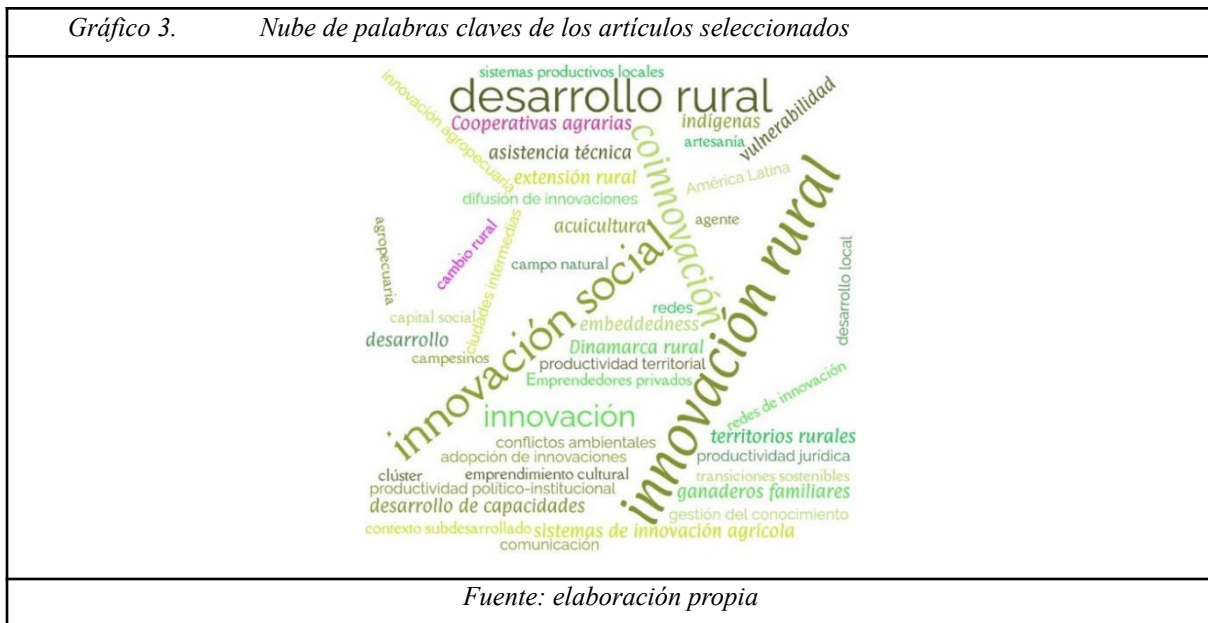 Gráfico 3. Nube de palabras claves de los artículos seleccionados
sistemas productivos locales
desarrollo rural
innovación agropecuaria
Cooperativas agrarias
indígenas
vulnerabilidad
coinnovación
artesanía
asistencia técnica
América Latina
extensión rural
difusión de innovaciones
innovación rural
acuicultura
agente
agropecuaria
cambio rural
ciudades intermedias
innovación social
campo natural
desarrollo local
redes
capital social
embeddedness
desarrollo
Dinamarca rural
campesinos
productividad territorial
Emprendedores privados
redes de innovación
innovación
territorios rurales
conflictos ambientales
adopción de innovaciones
productividad jurídica
clúster
emprendimiento cultural
transiciones sostenibles
productividad político-institucional
ganaderos familiares
desarrollo de capacidades
gestión del conocimiento
contexto subdesarrollado
sistemas de innovación agrícola
comunicación
Fuente: elaboración propia